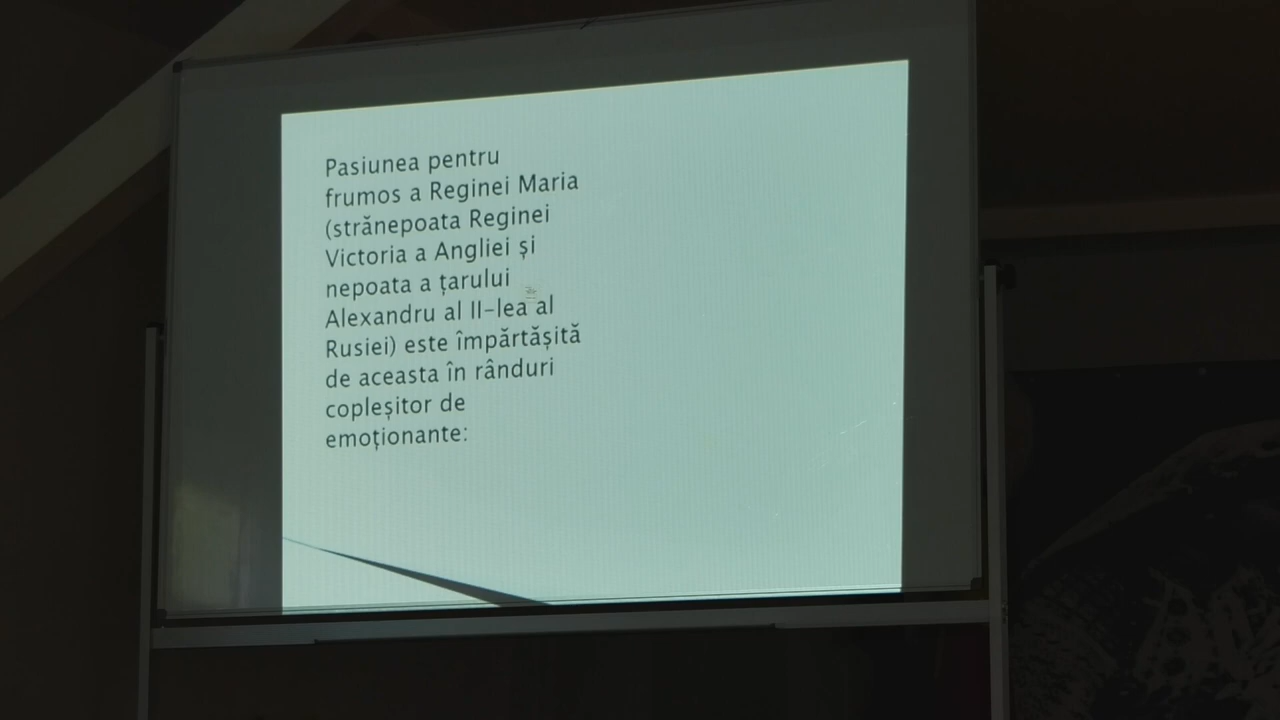 Pasiunea pentru
frumos a Reginei Maria
(strănepoata Reginei
Victoria a Angliei și
nepoata a țarului
Alexandru al II-lea al
Rusiei) este împărtășită
de aceasta în rânduri
copleșitor de
emoționante: